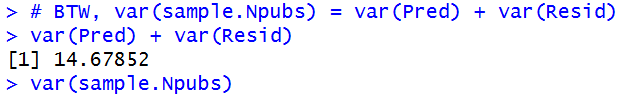 > # BTW, var(sample.Npubs) = var(Pred) + var(Resid)
> var(Pred) + var(Resid)
[1] 14.67852
> var(sample.Npubs)